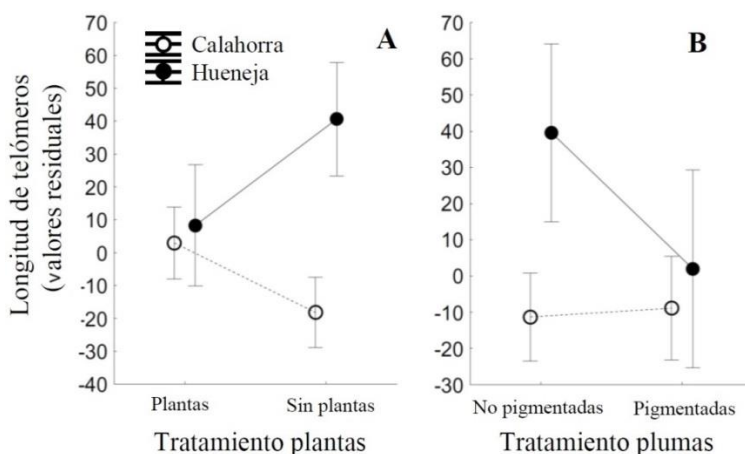 A
B
Calahorra
Hueneja
Longitud de telómeros
(valores residuales)
70
60
50
40
30
20
10
0
-10
-20
-30
-40
70
60
50
40
30
20
10
0
-10
-20
-30
Plantas
Sin plantas
No pigmentadas
Pigmentadas
Tratamiento plantas
Tratamiento plumas